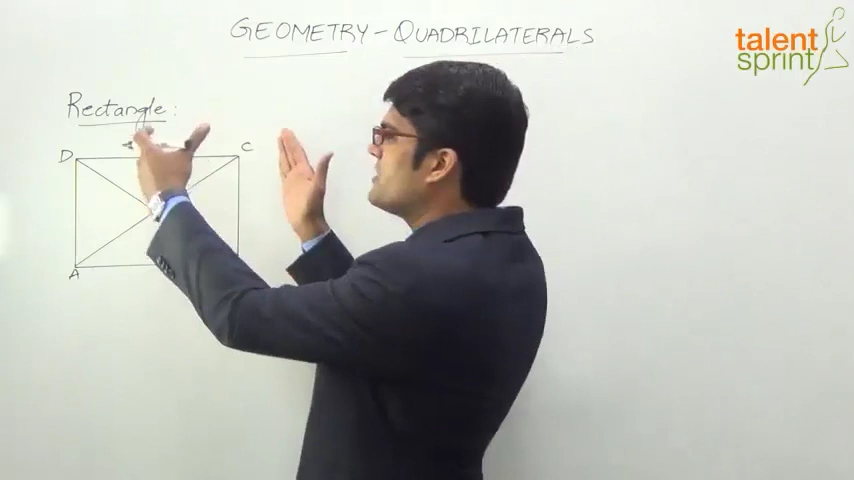 GEOMETRY - QUADRILATERALS
talent
sprint
Rectangle :
D
C
A